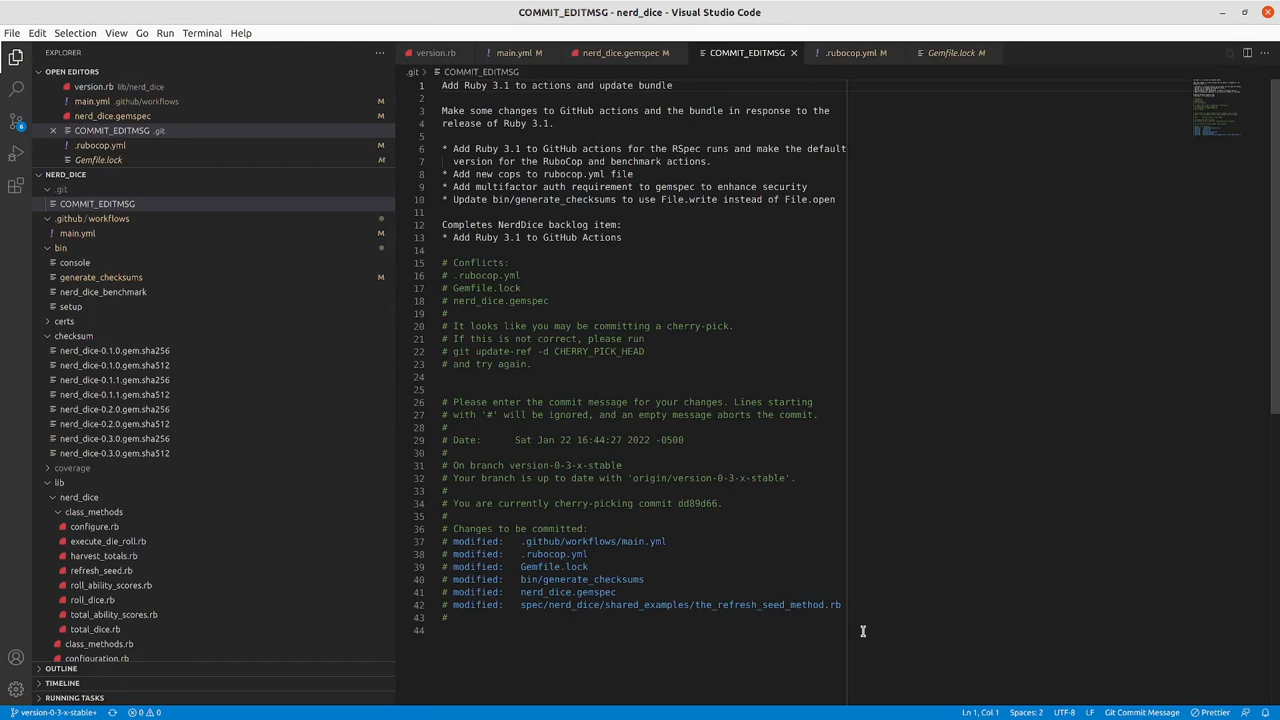 COMMIT_EDITMSG - nerd_dice - Visual Studio Code
File Edit Selection View Go Run Terminal Help
EXPLORER
OPEN EDITORS
version.rb lib/nerd_dice
main.yml .github/workflows M
nerd_dice.gemspec M
COMMIT_EDITMSG .git
.rubocop.yml M
Gemfile.lock M
NERD_DICE
.git
COMMIT_EDITMSG
.github / workflows
main.yml M
bin
console
generate_checksums M
nerd_dice_benchmark
setup
certs
checksum
nerd_dice-0.1.0.gem.sha256
nerd_dice-0.1.0.gem.sha512
nerd_dice-0.1.1.gem.sha256
nerd_dice-0.1.1.gem.sha512
nerd_dice-0.2.0.gem.sha256
nerd_dice-0.2.0.gem.sha512
nerd_dice-0.3.0.gem.sha256
nerd_dice-0.3.0.gem.sha512
coverage
lib
nerd_dice
class_methods
configure.rb
execute_die_roll.rb
harvest_totals.rb
refresh_seed.rb
roll_ability_scores.rb
roll_dice.rb
total_ability_scores.rb
total_dice.rb
class_methods.rb
configuration.rb
OUTLINE
TIMELINE
RUNNING TASKS
6
version.rb main.yml M nerd_dice.gemspec M COMMIT_EDITMSG .rubocop.yml M Gemfile.lock M
.git > COMMIT_EDITMSG
1 Add Ruby 3.1 to actions and update bundle
2
3 Make some changes to GitHub actions and the bundle in response to the
4 release of Ruby 3.1.
5
6 * Add Ruby 3.1 to GitHub actions for the RSpec runs and make the default
7 version for the RuboCop and benchmark actions.
8 * Add new cops to rubocop.yml file
9 * Add multifactor auth requirement to gemspec to enhance security
10 * Update bin/generate_checksums to use File.write instead of File.open
11
12 Completes NerdDice backlog item:
13 * Add Ruby 3.1 to GitHub Actions
14
15 # Conflicts:
16 # .rubocop.yml
17 # Gemfile.lock
18 # nerd_dice.gemspec
19 #
20 # It looks like you may be committing a cherry-pick.
21 # If this is not correct, please run
22 # git update-ref -d CHERRY_PICK_HEAD
23 # and try again.
24
25
26 # Please enter the commit message for your changes. Lines starting
27 # with '#' will be ignored, and an empty message aborts the commit.
28 #
29 # Date: Sat Jan 22 16:44:27 2022 -0500
30 #
31 # On branch version-0-3-x-stable
32 # Your branch is up to date with 'origin/version-0-3-x-stable'.
33 #
34 # You are currently cherry-picking commit dd89d66.
35 #
36 # Changes to be committed:
37 # modified: .github/workflows/main.yml
38 # modified: .rubocop.yml
39 # modified: Gemfile.lock
40 # modified: bin/generate_checksums
41 # modified: nerd_dice.gemspec
42 # modified: spec/nerd_dice/shared_examples/the_refresh_seed_method.rb
43 #
44
version-0-3-x-stable+ 0 0 Ln 1, Col 1 Spaces: 2 UTF-8 LF Git Commit Message Prettier